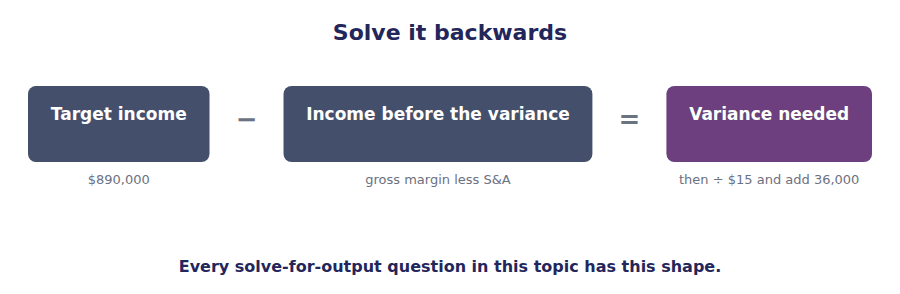 Solve it backwards
Target income
−
Income before the variance
=
Variance needed
$890,000
gross margin less S&A
then ÷ $15 and add 36,000
Every solve-for-output question in this topic has this shape.